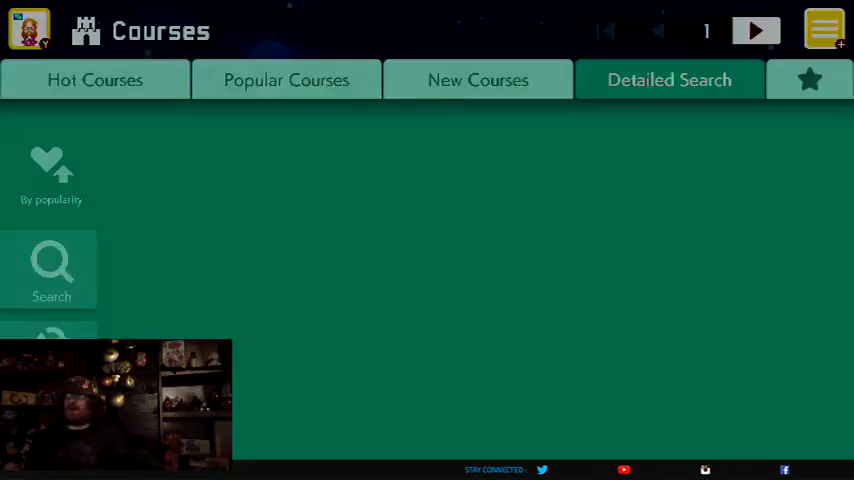 Courses
1
Hot Courses
Popular Courses
New Courses
Detailed Search
By popularity
Search
STAY CONNECTED :